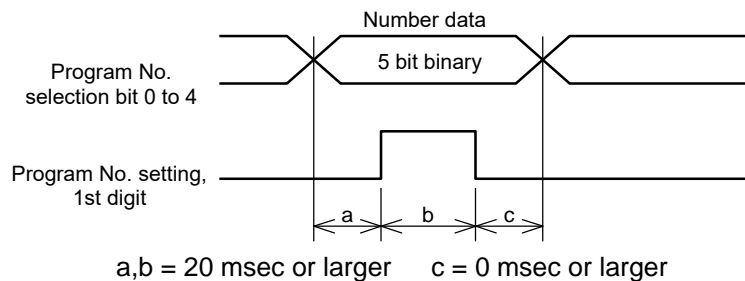 Number data
5 bit binary
Program No.
selection bit 0 to 4
Program No. setting,
1st digit
a
b
c
a,b = 20 msec or larger c = 0 msec or larger